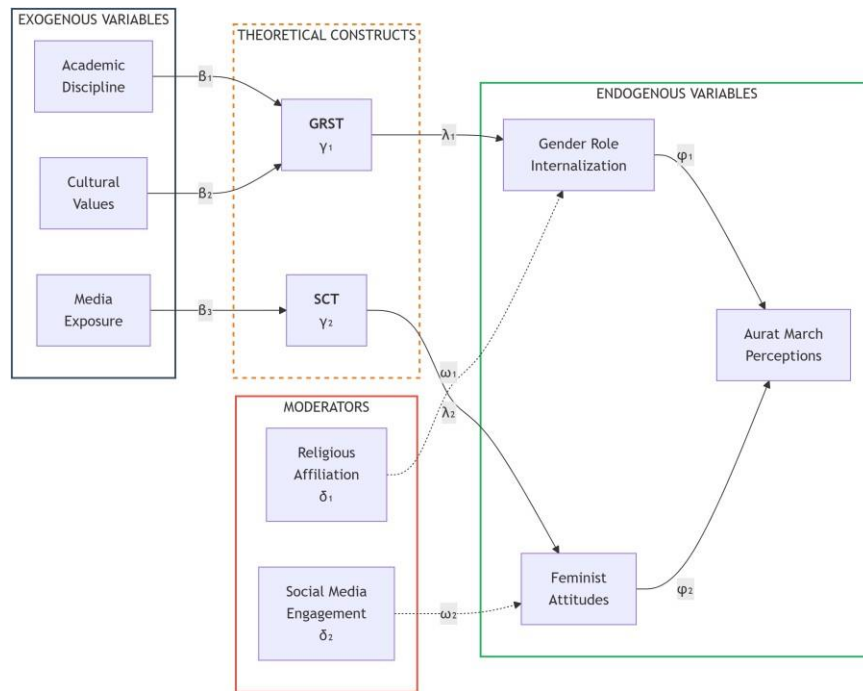 EXOGENOUS VARIABLES
Academic
Discipline
Cultural
Values
Media
Exposure
β₁
β₂
β₃
THEORETICAL CONSTRUCTS
GRST
γ₁
SCT
γ₂
MODERATORS
Religious
Affiliation
δ₁
Social Media
Engagement
δ₂
λ₁
ω₁
λ₂
ω₂
ENDOGENOUS VARIABLES
Gender Role
Internalization
Feminist
Attitudes
φ₁
φ₂
Aurat March
Perceptions